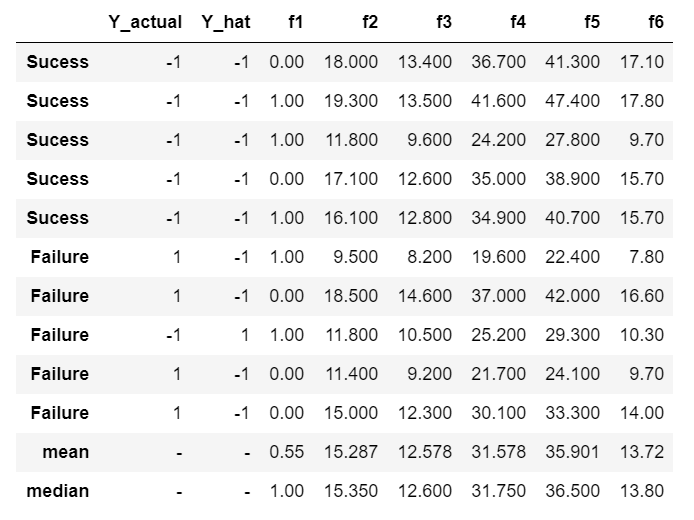 Y_actual Y_hat f1 f2 f3 f4 f5 f6
Sucess -1 -1 0.00 18.000 13.400 36.700 41.300 17.10
Sucess -1 -1 1.00 19.300 13.500 41.600 47.400 17.80
Sucess -1 -1 1.00 11.800 9.600 24.200 27.800 9.70
Sucess -1 -1 0.00 17.100 12.600 35.000 38.900 15.70
Sucess -1 -1 1.00 16.100 12.800 34.900 40.700 15.70
Failure 1 -1 1.00 9.500 8.200 19.600 22.400 7.80
Failure 1 -1 0.00 18.500 14.600 37.000 42.000 16.60
Failure -1 1 1.00 11.800 10.500 25.200 29.300 10.30
Failure 1 -1 0.00 11.400 9.200 21.700 24.100 9.70
Failure 1 -1 0.00 15.000 12.300 30.100 33.300 14.00
mean - - 0.55 15.287 12.578 31.578 35.901 13.72
median - - 1.00 15.350 12.600 31.750 36.500 13.80